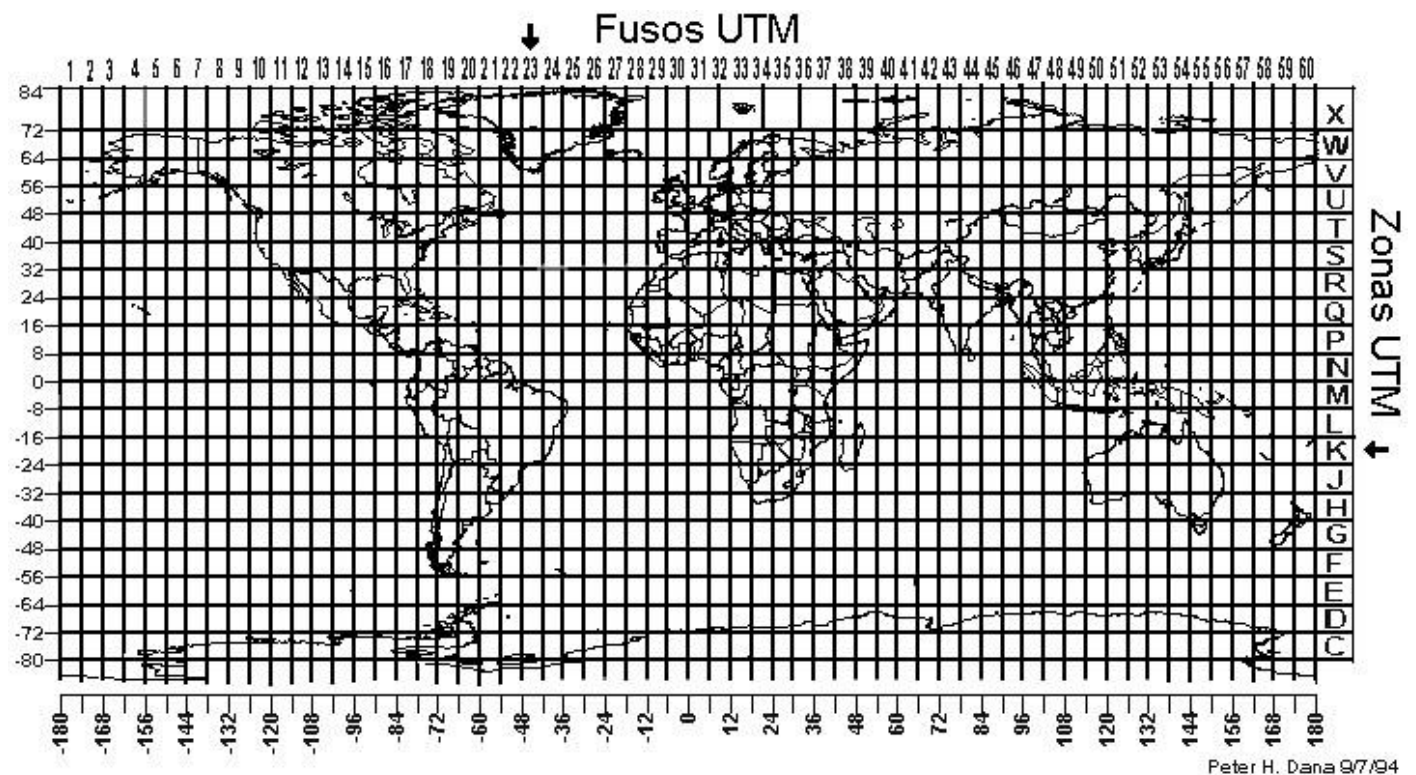 Fusos UTM
1 2 3 4 5 6 7 8 9 10 11 12 13 14 15 16 17 18 19 20 21 22 23 24 25 26 27 28 29 30 31 32 33 34 35 36 37 38 39 40 41 42 43 44 45 46 47 48 49 50 51 52 53 54 55 56 57 58 59 60
84
X
72
W
64
V
56
U
48
T
40
S
32
R
24
Q
16
P
8
N
0
M
-8
L
-16
K
-24
J
-32
H
-40
G
-48
F
-56
E
-64
D
-72
C
-80
Zonas UTM
-180 -168 -156 -144 -132 -120 -108 -96 -84 -72 -60 -48 -36 -24 -12 0 12 24 36 48 60 72 84 96 108 120 132 144 156 168 180
Peter H. Dana 9/7/94